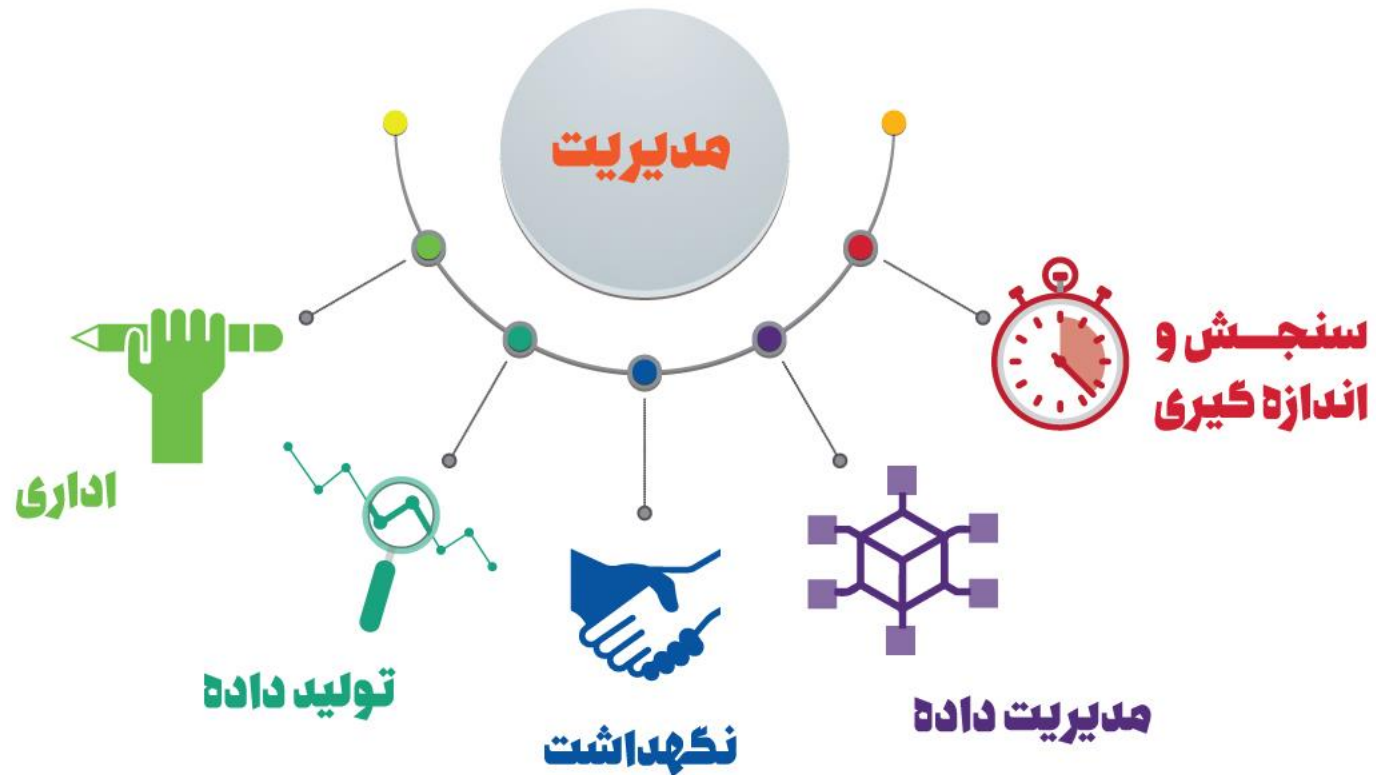 مدیریت
سنجش و
اندازه گیری
مدیریت داده
نگهداشت
تولید داده
اداری